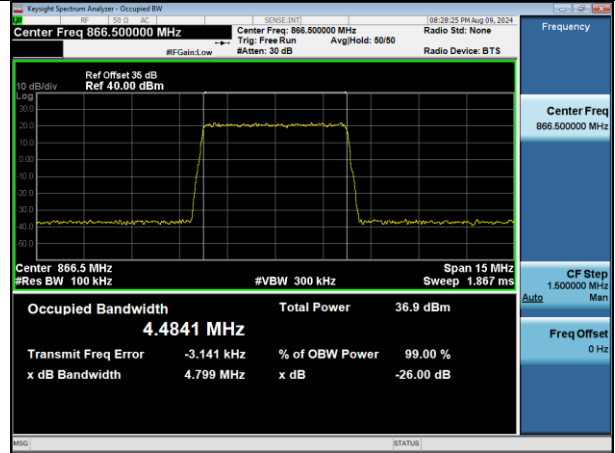 Keysight Spectrum Analyzer - Occupied BW
RF 50 Ω AC SENSE:INT 08:28:25 PM Aug 09, 2024
Center Freq 866.500000 MHz
Center Freq: 866.500000 MHz Radio Std: None
Trig: Free Run Avg|Hold: 50/50
#IFGain:Low #Atten: 30 dB Radio Device: BTS
Frequency
Ref Offset 35 dB
10 dB/div Ref 40.00 dBm
Log
30.0
20.0
10.0
0.00
-10.0
-20.0
-30.0
-40.0
-50.0
Center 866.5 MHz Span 15 MHz
#Res BW 100 kHz #VBW 300 kHz Sweep 1.867 ms
Occupied Bandwidth Total Power 36.9 dBm
4.4841 MHz
Transmit Freq Error -3.141 kHz % of OBW Power 99.00 %
x dB Bandwidth 4.799 MHz x dB -26.00 dB
Center Freq
866.500000 MHz
CF Step
1.500000 MHz
Auto Man
Freq Offset
0 Hz
MSG STATUS